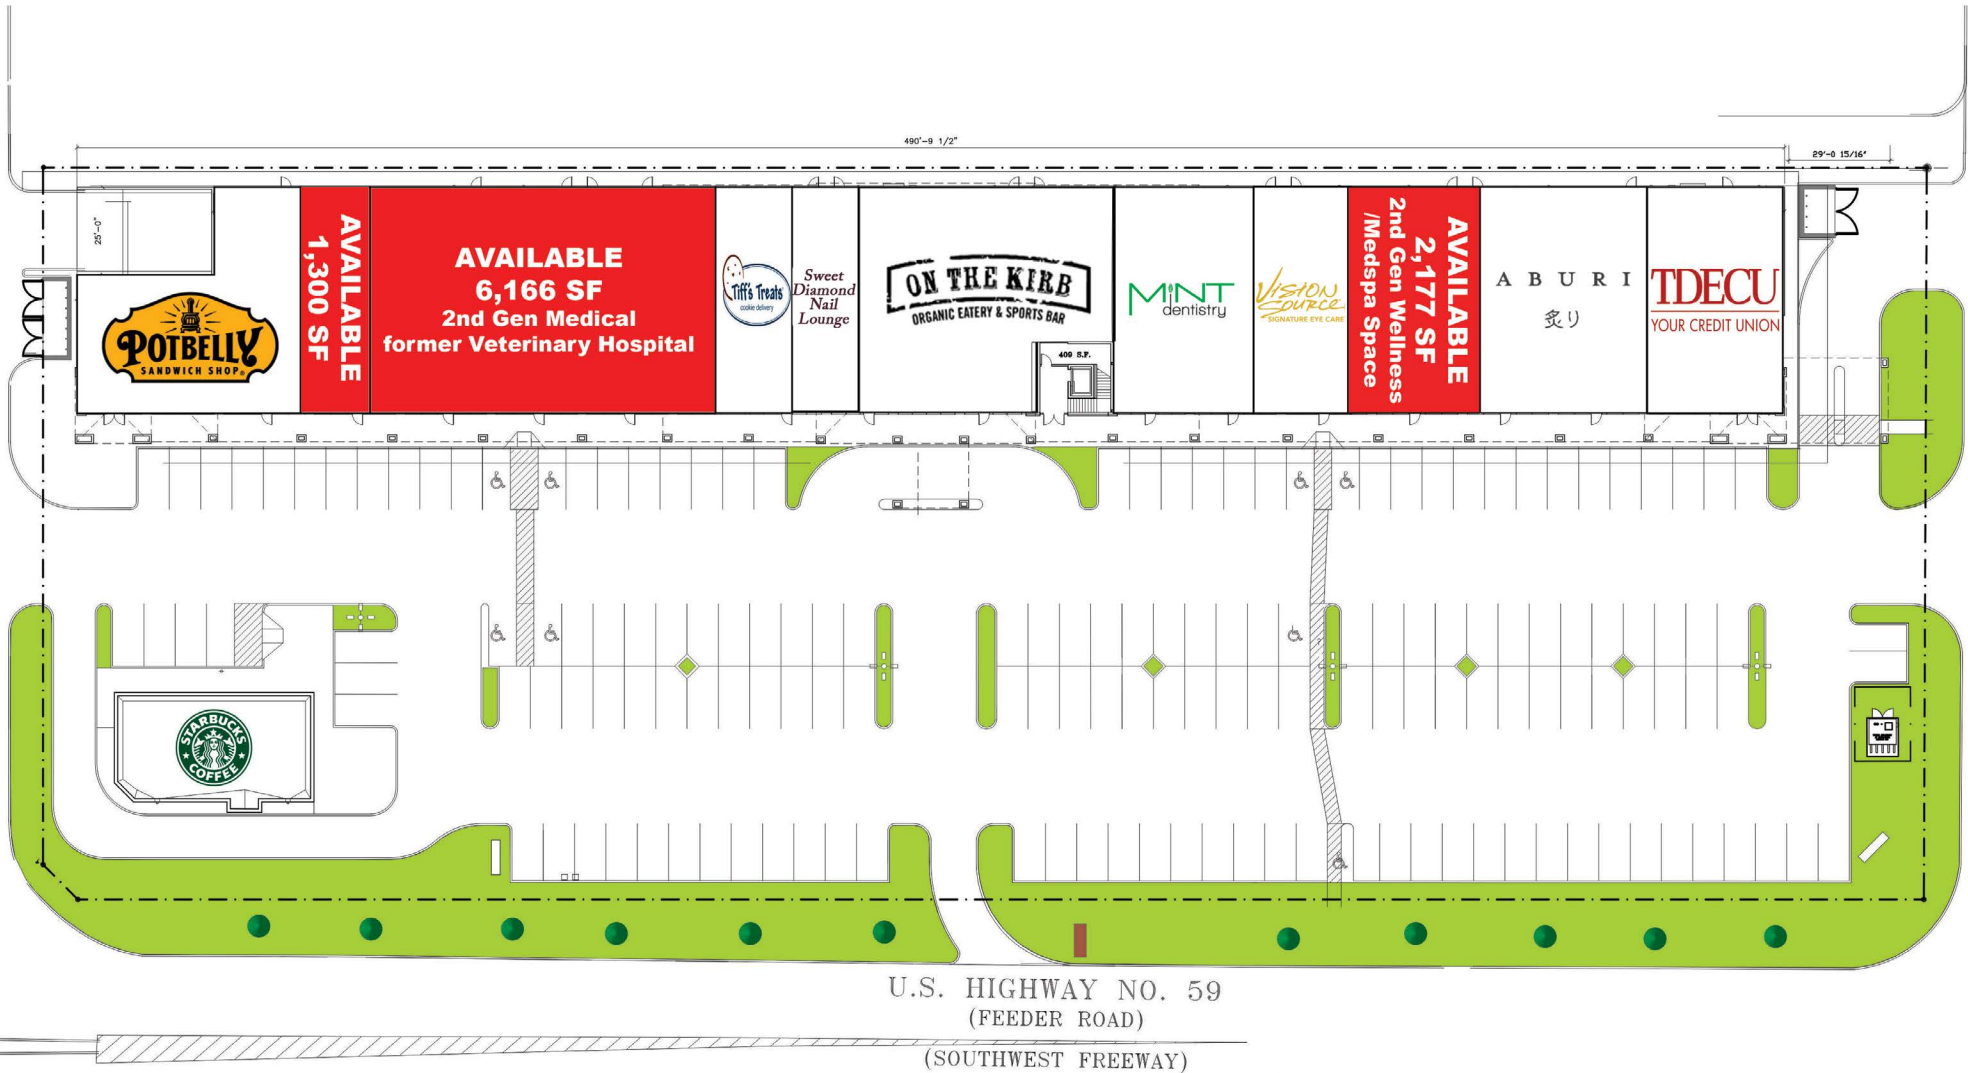 490'-9 1/2"
29'-0 15/16"
25'-0"
POTBELLY
SANDWICH SHOP®
AVAILABLE
1,300 SF
AVAILABLE
6,166 SF
2nd Gen Medical
former Veterinary Hospital
Tiff's Treats
cookie delivery
Sweet
Diamond
Nail
Lounge
ON THE KIRB
ORGANIC EATERY & SPORTS BAR
409 S.F.
MiNT
dentistry
VISION
SOURCE
SIGNATURE EYE CARE
AVAILABLE
2,177 SF
2nd Gen Wellness
/Medspa Space
ABURI
炙り
TDECU
YOUR CREDIT UNION
STARBUCKS
COFFEE
U.S. HIGHWAY NO. 59
(FEEDER ROAD)
(SOUTHWEST FREEWAY)